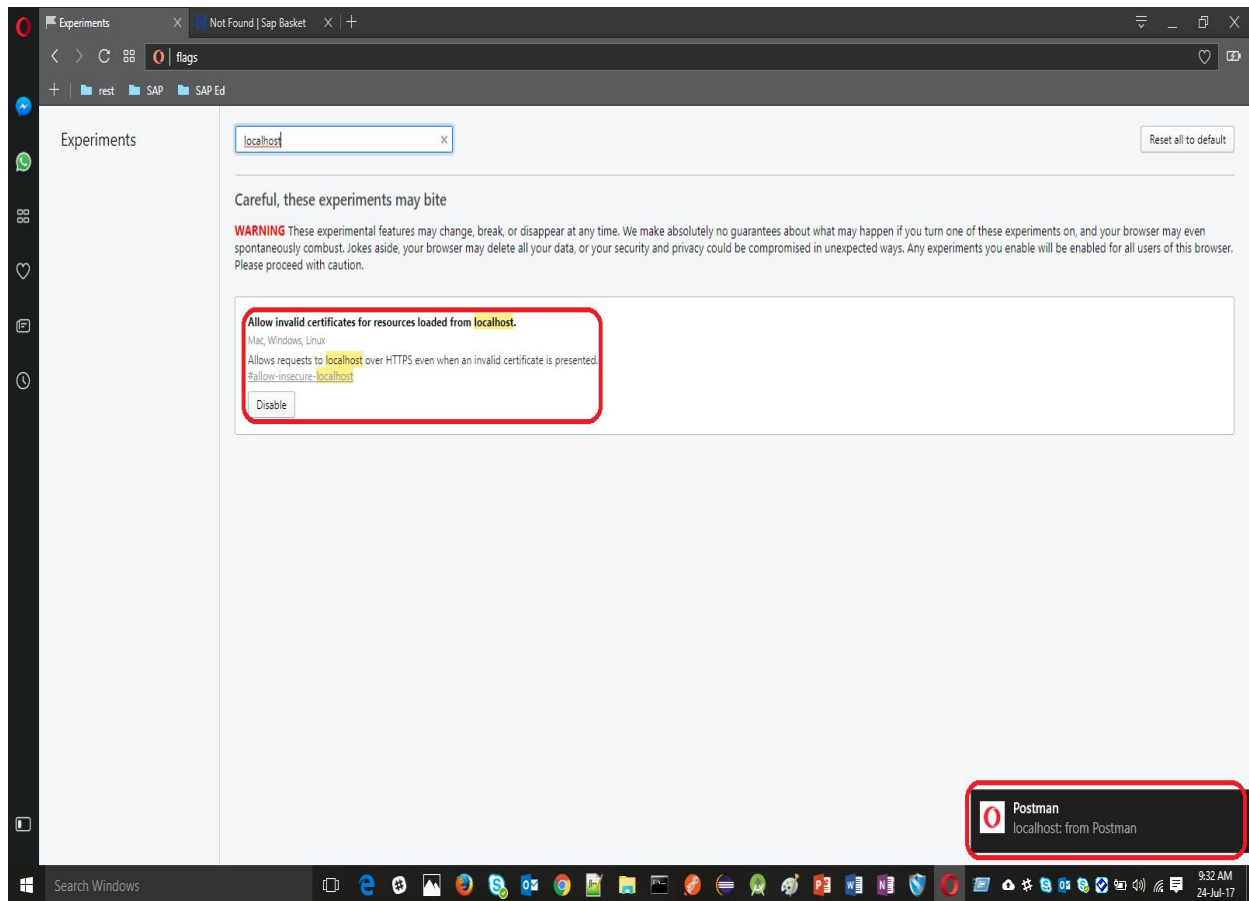 Experiments
Not Found | Sap Basket
flags
rest
SAP
SAP Ed
Experiments
localhost
Reset all to default
Careful, these experiments may bite
WARNING These experimental features may change, break, or disappear at any time. We make absolutely no guarantees about what may happen if you turn one of these experiments on, and your browser may even
spontaneously combust. Jokes aside, your browser may delete all your data, or your security and privacy could be compromised in unexpected ways. Any experiments you enable will be enabled for all users of this browser.
Please proceed with caution.
Allow invalid certificates for resources loaded from localhost.
Mac, Windows, Linux
Allows requests to localhost over HTTPS even when an invalid certificate is presented.
#allow-insecure-localhost
Disable
Postman
localhost: from Postman
Search Windows
9:32 AM
24-Jul-17